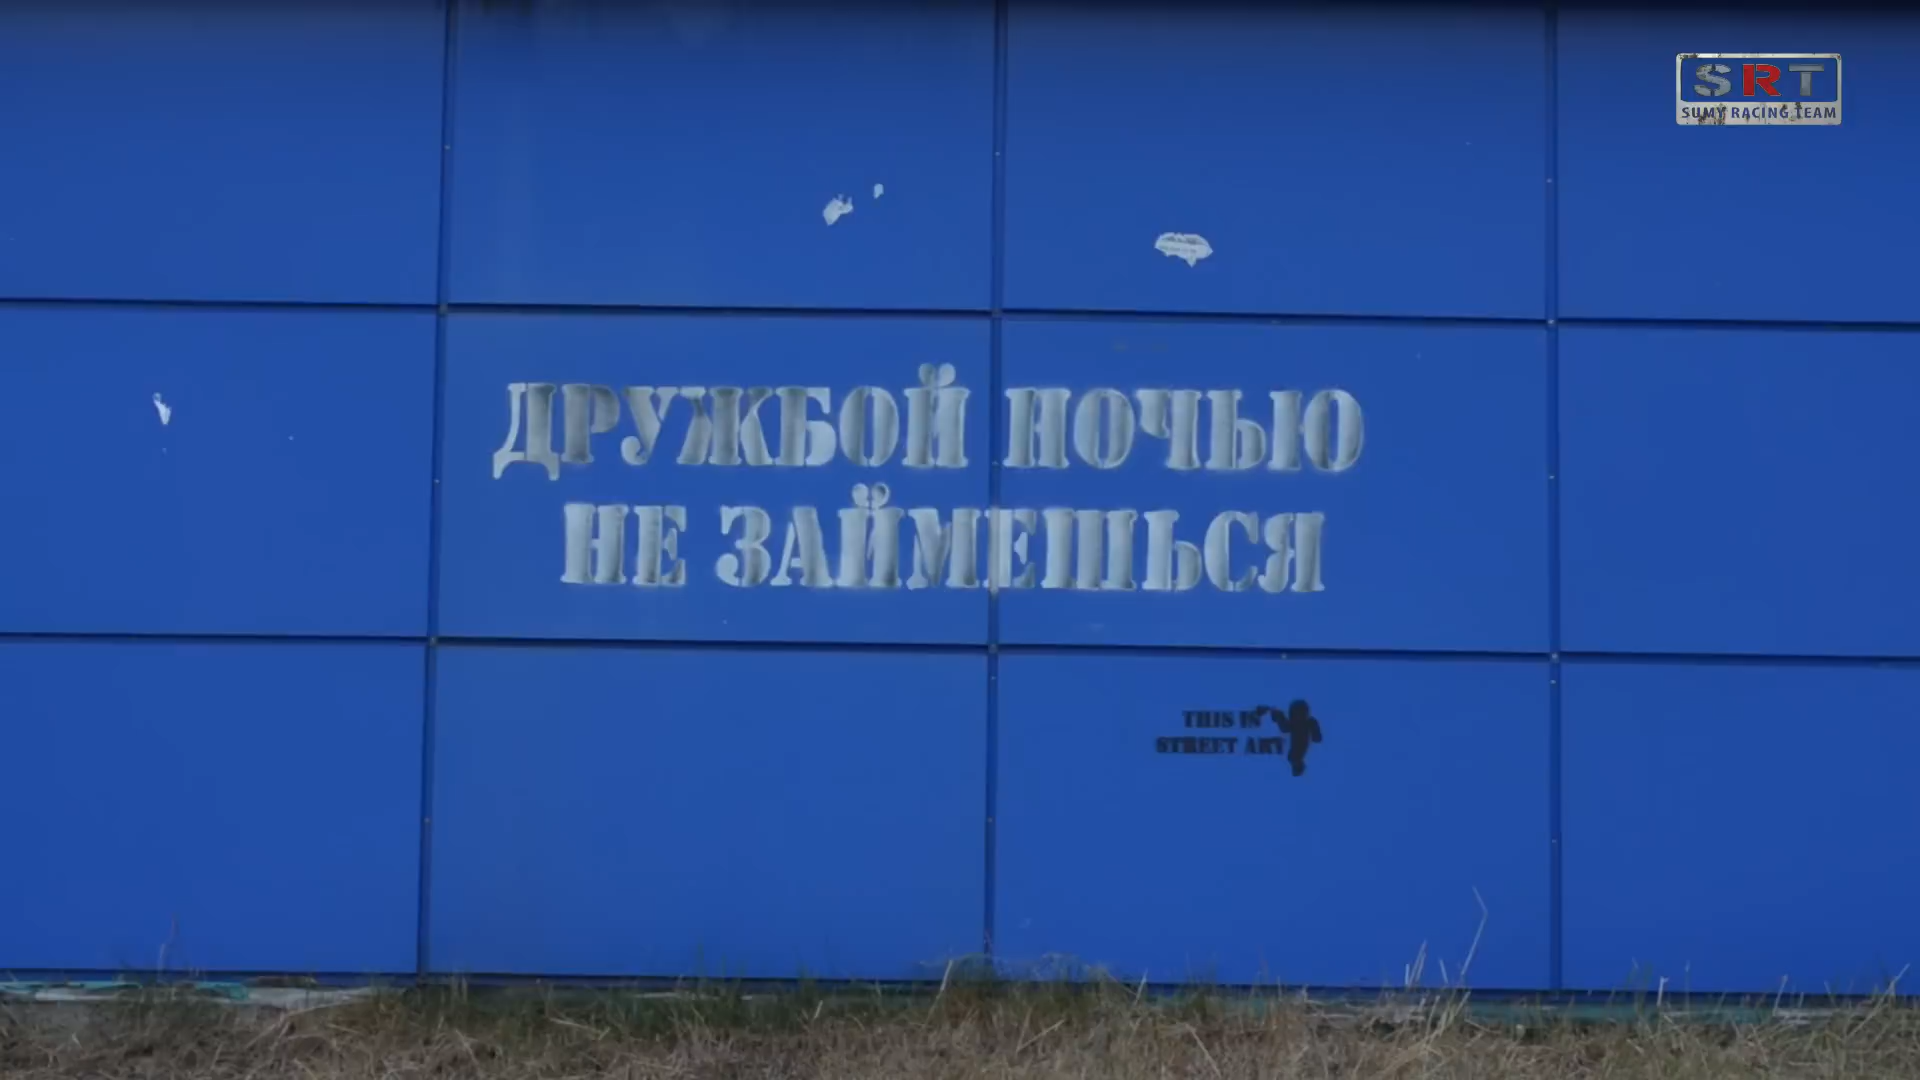 SRT
SUMY RACING TEAM
ДРУЖБОЙ НОЧЬЮ
НЕ ЗАЙМЕШЬСЯ
THIS IS
STREET ART